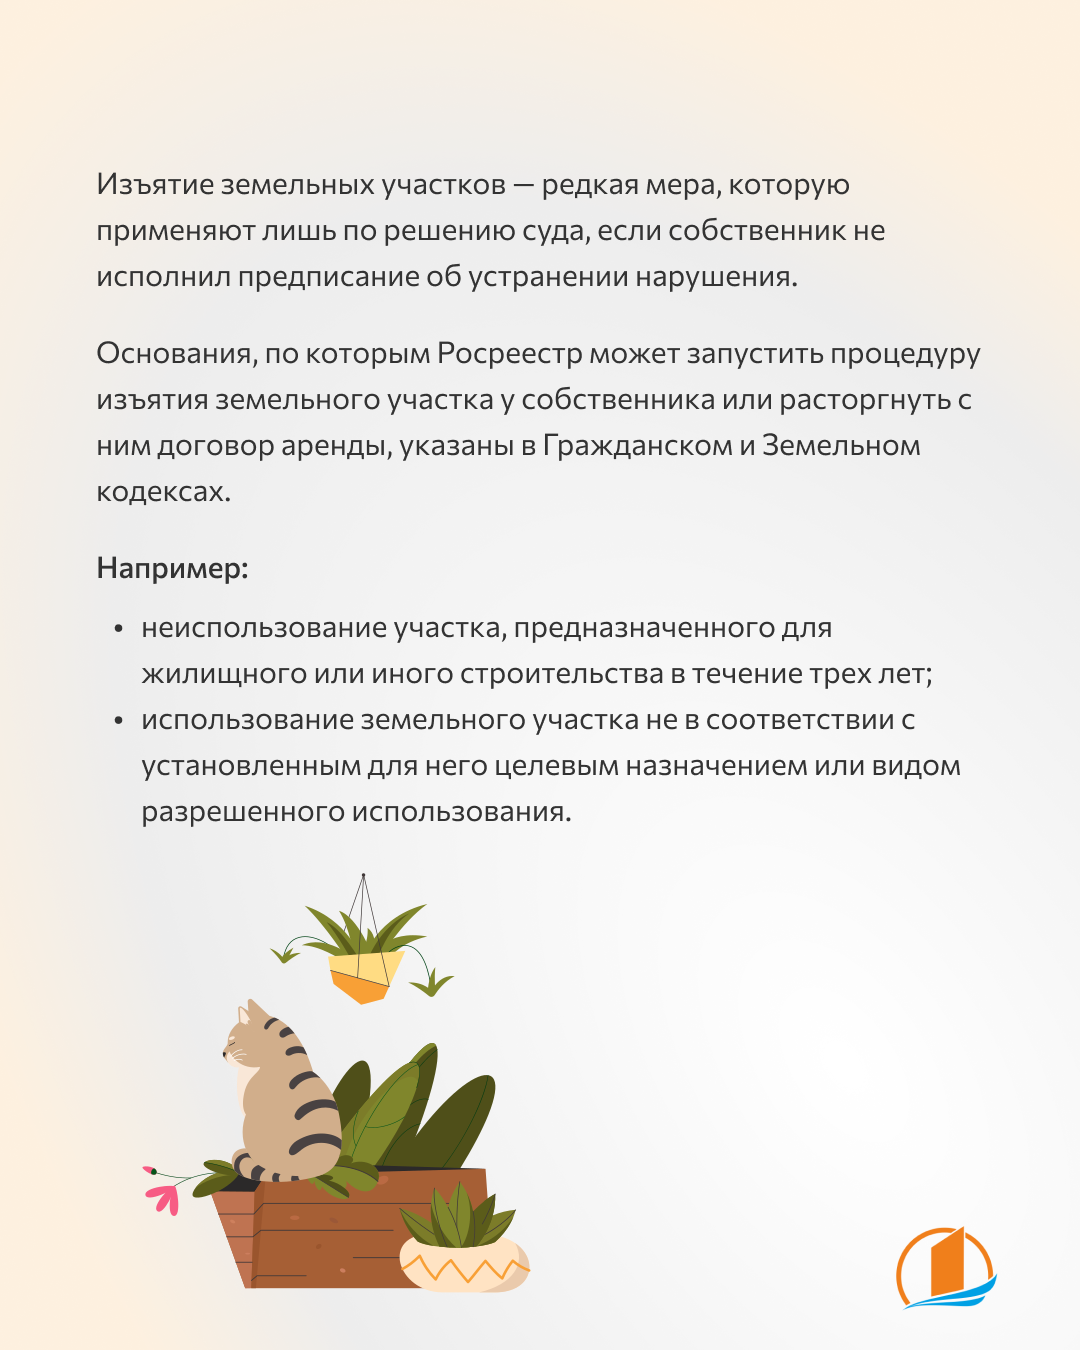 Изъятие земельных участков — редкая мера, которую
применяют лишь по решению суда, если собственник не
исполнил предписание об устранении нарушения.
Основания, по которым Росреестр может запустить процедуру
изъятия земельного участка у собственника или расторгнуть с
ним договор аренды, указаны в Гражданском и Земельном
кодексах.
Например:
• неиспользование участка, предназначенного для
жилищного или иного строительства в течение трех лет;
• использование земельного участка не в соответствии с
установленным для него целевым назначением или видом
разрешенного использования.